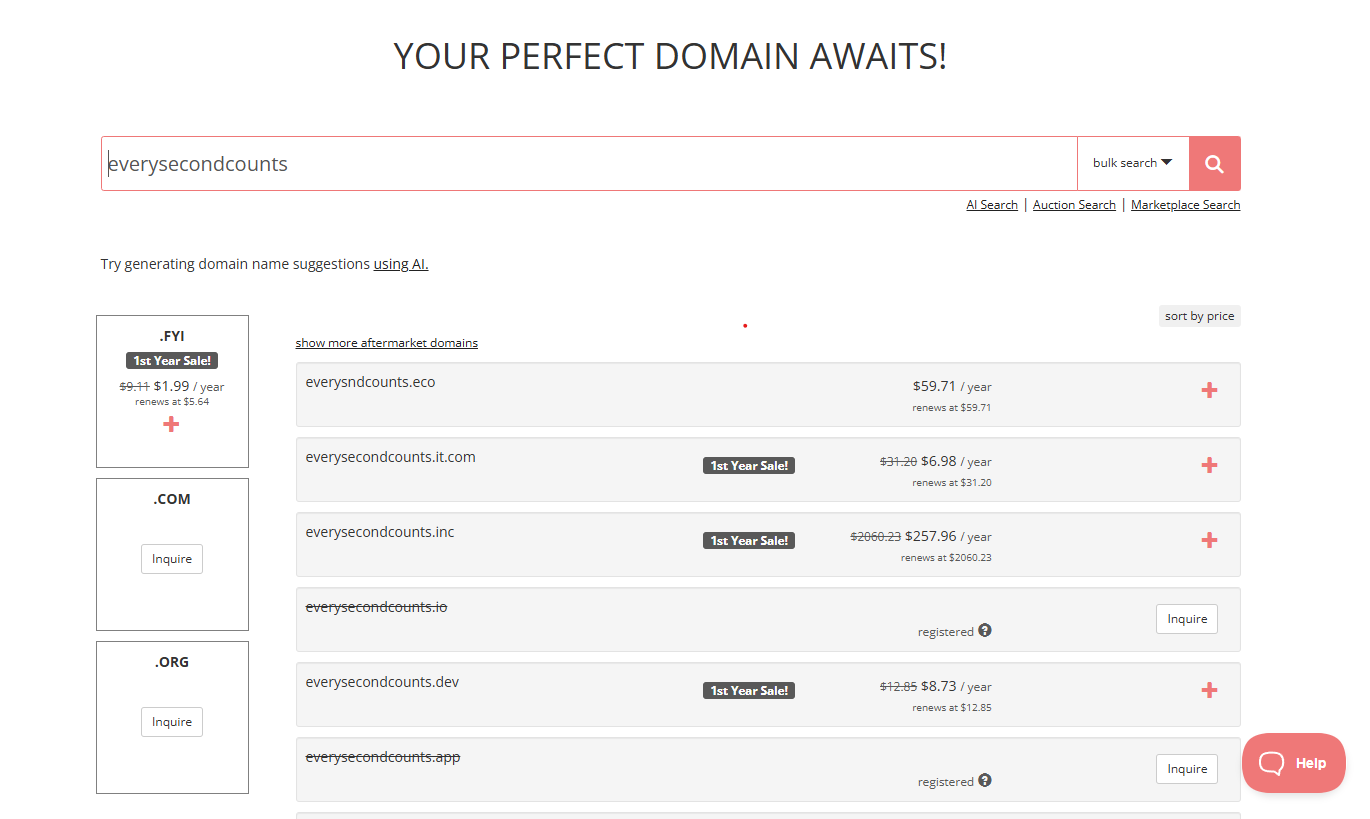 YOUR PERFECT DOMAIN AWAITS!
everysecondcounts
bulk search
AI Search | Auction Search | Marketplace Search
Try generating domain name suggestions using AI.
.FYI
1st Year Sale!
$9.11 $1.99 / year
renews at $5.64
.COM
Inquire
.ORG
Inquire
sort by price
show more aftermarket domains
everysndcounts.eco
$59.71 / year
renews at $59.71
everysecondcounts.it.com
1st Year Sale!
$31.20 $6.98 / year
renews at $31.20
everysecondcounts.inc
1st Year Sale!
$2060.23 $257.96 / year
renews at $2060.23
everysecondcounts.io
registered
Inquire
everysecondcounts.dev
1st Year Sale!
$12.85 $8.73 / year
renews at $12.85
everysecondcounts.app
registered
Inquire
Help